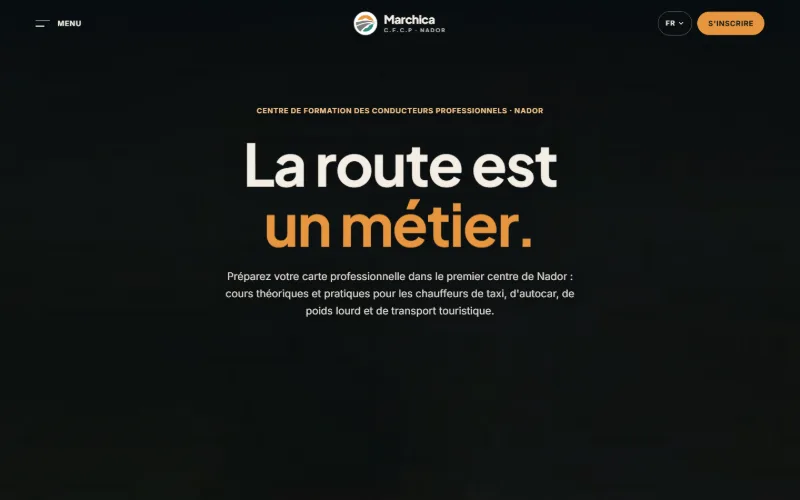 MENU
Marchica
C.F.C.P · NADOR
FR
S'INSCRIRE
CENTRE DE FORMATION DES CONDUCTEURS PROFESSIONNELS · NADOR
La route est
un métier.
Préparez votre carte professionnelle dans le premier centre de Nador :
cours théoriques et pratiques pour les chauffeurs de taxi, d'autocar, de
poids lourd et de transport touristique.